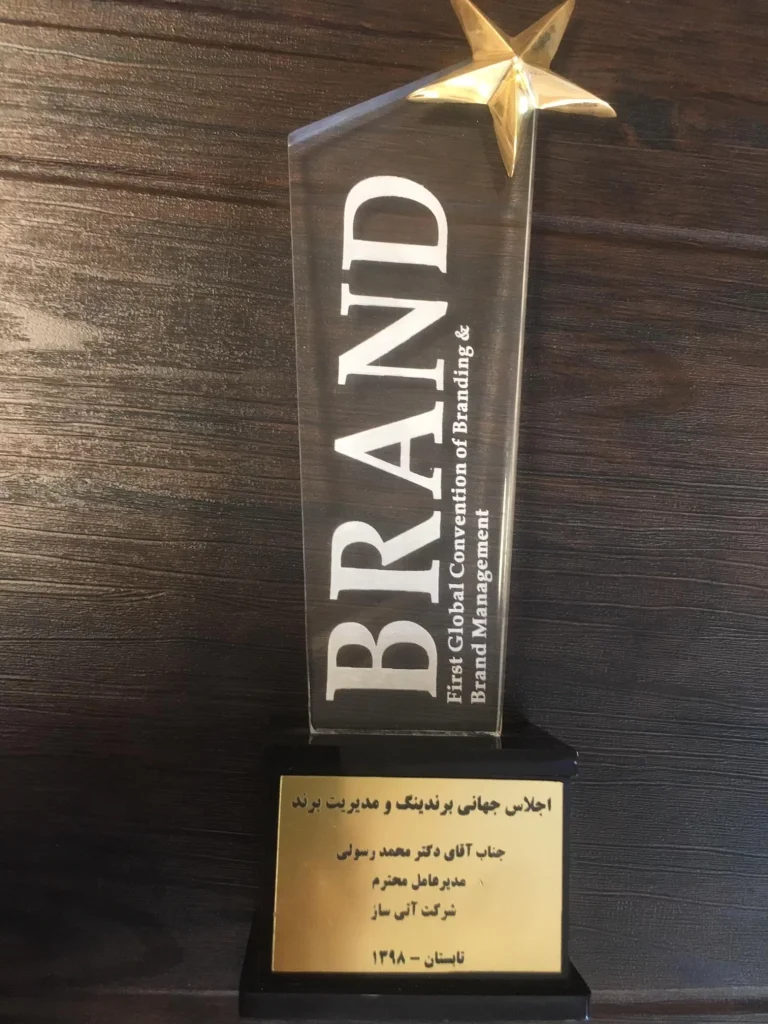 BRAND
First Global Convention of Branding &
Brand Management
اجلاس جهانی برندینگ و مدیریت برند
جناب آقای دکتر محمد رسولی
مدیرعامل محترم
شرکت آتی ساز
تابستان - ۱۳۹۸